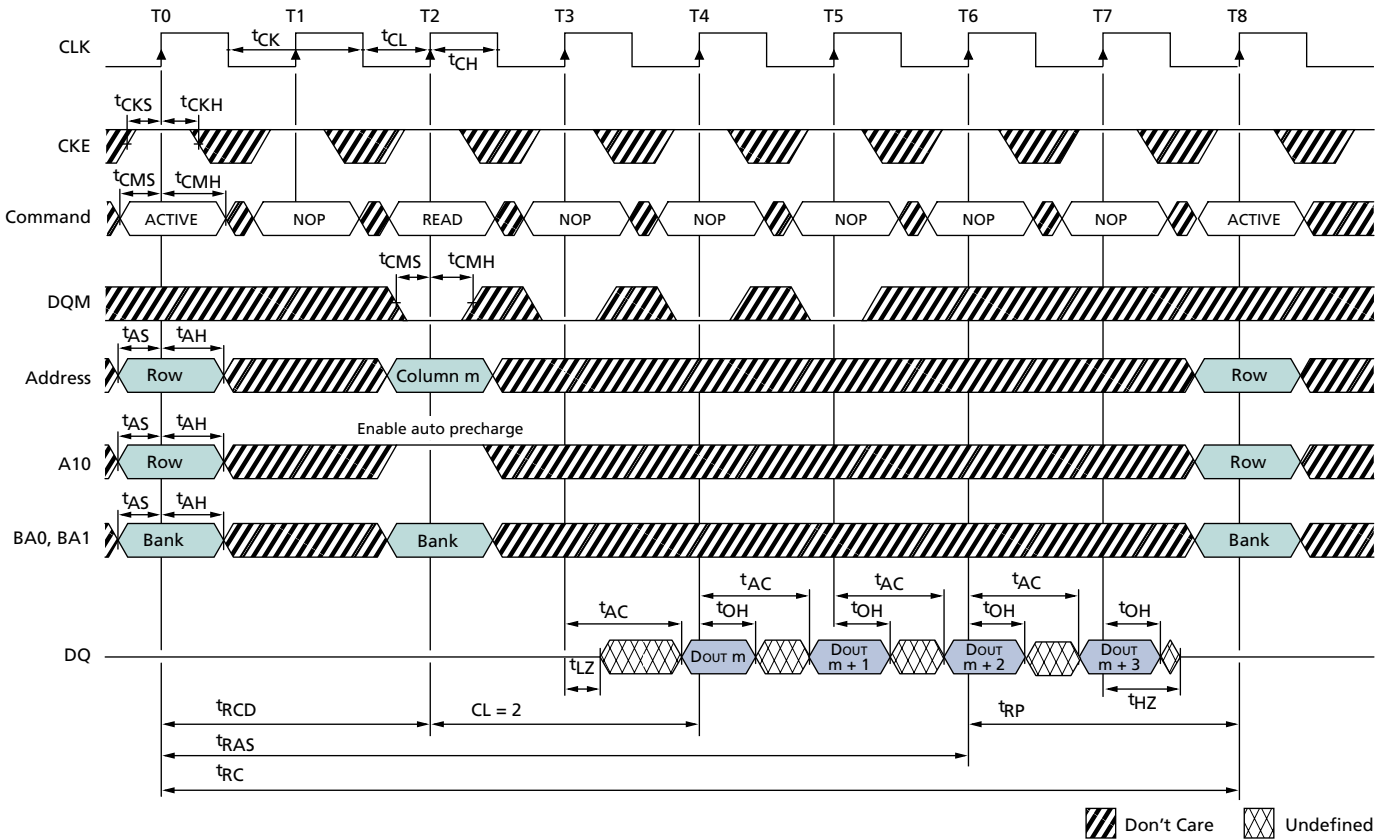 T0 T1 T2 T3 T4 T5 T6 T7 T8
CLK
tCK tCL
tCH
tCKS tCKH
CKE
tCMS tCMH
Command ACTIVE NOP READ NOP NOP NOP NOP NOP ACTIVE
tCMS tCMH
DQM
tAS tAH
Address Row Column m Row
tAS tAH
Enable auto precharge
A10 Row Row
tAS tAH
BA0, BA1 Bank Bank Bank
tAC tAC tAC
tAC tOH tOH tOH tOH
DQ DOUT m DOUT m + 1 DOUT m + 2 DOUT m + 3
tLZ tHZ
tRCD CL = 2 tRP
tRAS
tRC
Don't Care Undefined